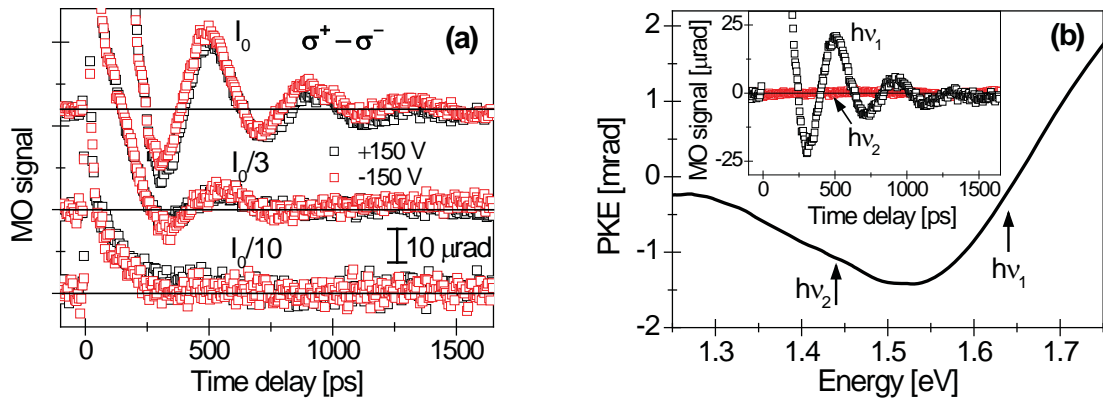 (a)
I₀
σ⁺ – σ⁻
I₀/3
+150 V
-150 V
I₀/10
10 μrad
MO signal
0
500
1000
1500
Time delay [ps]
(b)
2
1
0
-1
-2
PKE [mrad]
1.3
1.4
1.5
1.6
1.7
Energy [eV]
hν₂
hν₁
25
0
-25
MO signal [μrad]
hν₁
hν₂
0
500
1000
1500
Time delay [ps]